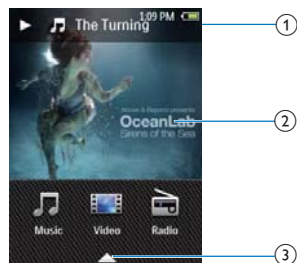 1:09 PM
The Turning
1
Above & Beyond presents
OceanLab
2
Sirens of the Sea
Music Video Radio
3